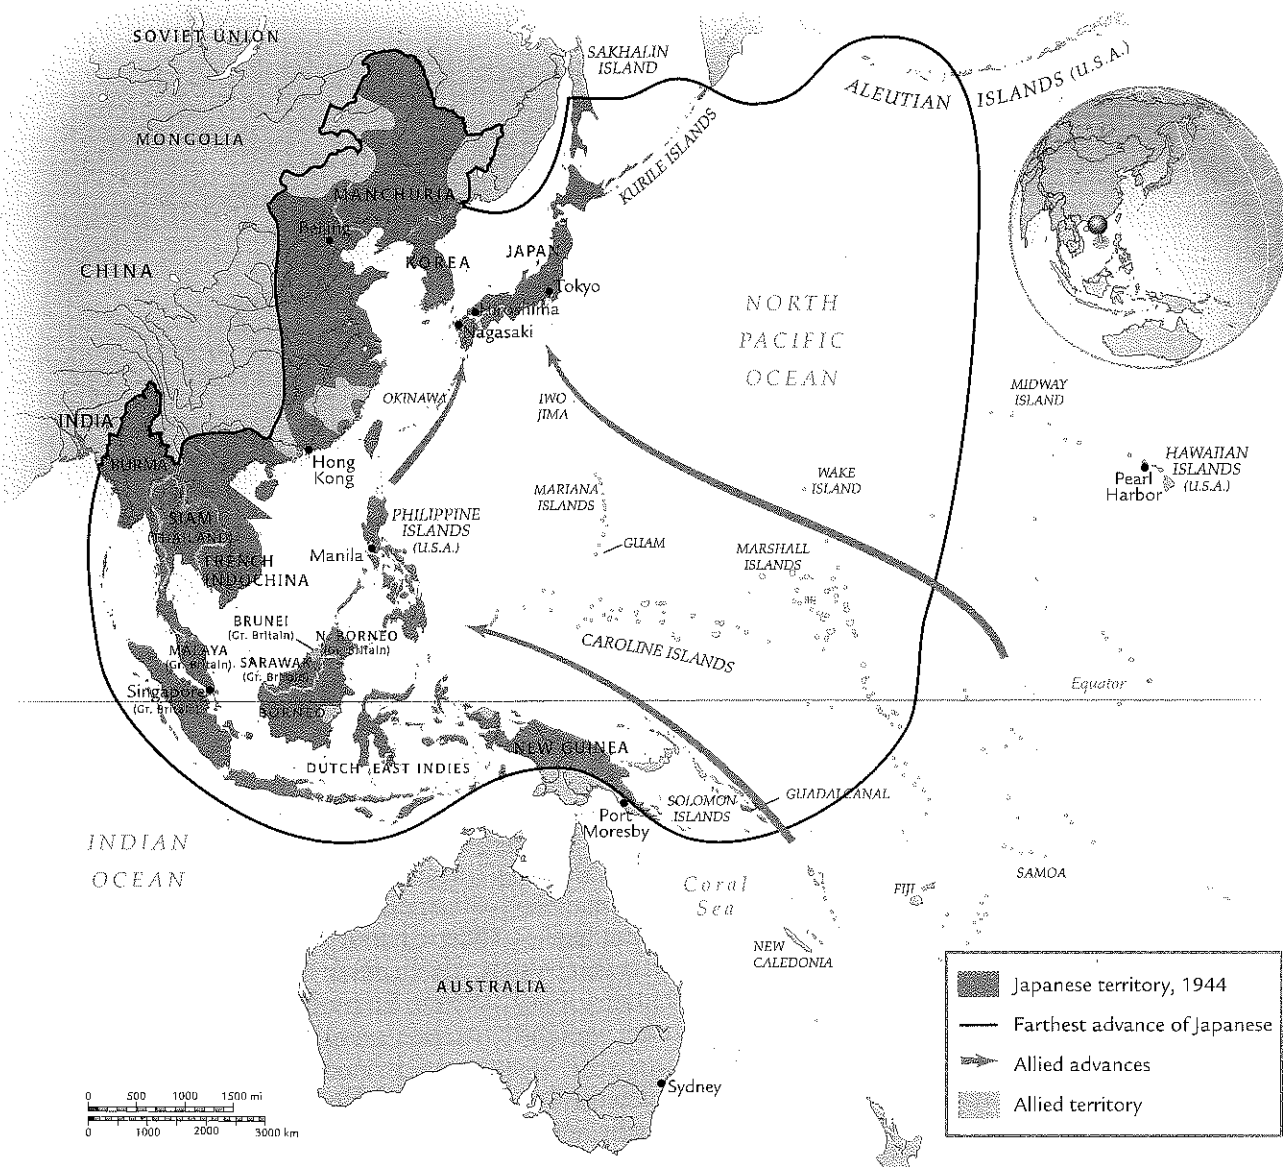 SOVIET UNION
SAKHALIN
ISLAND
ALEUTIAN ISLANDS (U.S.A.)
MONGOLIA
KURILE ISLANDS
MANCHURIA
Beijing
CHINA
KOREA
JAPAN
Tokyo
Hiroshima
Nagasaki
NORTH
PACIFIC
OCEAN
OKINAWA
IWO
JIMA
MIDWAY
ISLAND
INDIA
BURMA
Hong
Kong
HAWAIIAN
ISLANDS
(U.S.A.)
Pearl
Harbor
WAKE
ISLAND
MARIANA
ISLANDS
SIAM
(THAILAND)
PHILIPPINE
ISLANDS
(U.S.A.)
Manila
GUAM
MARSHALL
ISLANDS
FRENCH
INDOCHINA
BRUNEI
(Gr. Britain)
N. BORNEO
(Gr. Britain)
MALAYA
(Gr. Britain)
SARAWAK
(Gr. Britain)
CAROLINE ISLANDS
Singapore
(Gr. Britain)
Equator
BORNEO
NEW GUINEA
DUTCH EAST INDIES
SOLOMON
ISLANDS
GUADALCANAL
Port
Moresby
INDIAN
OCEAN
Coral
Sea
FIJI
SAMOA
NEW
CALEDONIA
AUSTRALIA
Sydney
0 500 1000 1500 mi
0 1000 2000 3000 km
Japanese territory, 1944
Farthest advance of Japanese
Allied advances
Allied territory